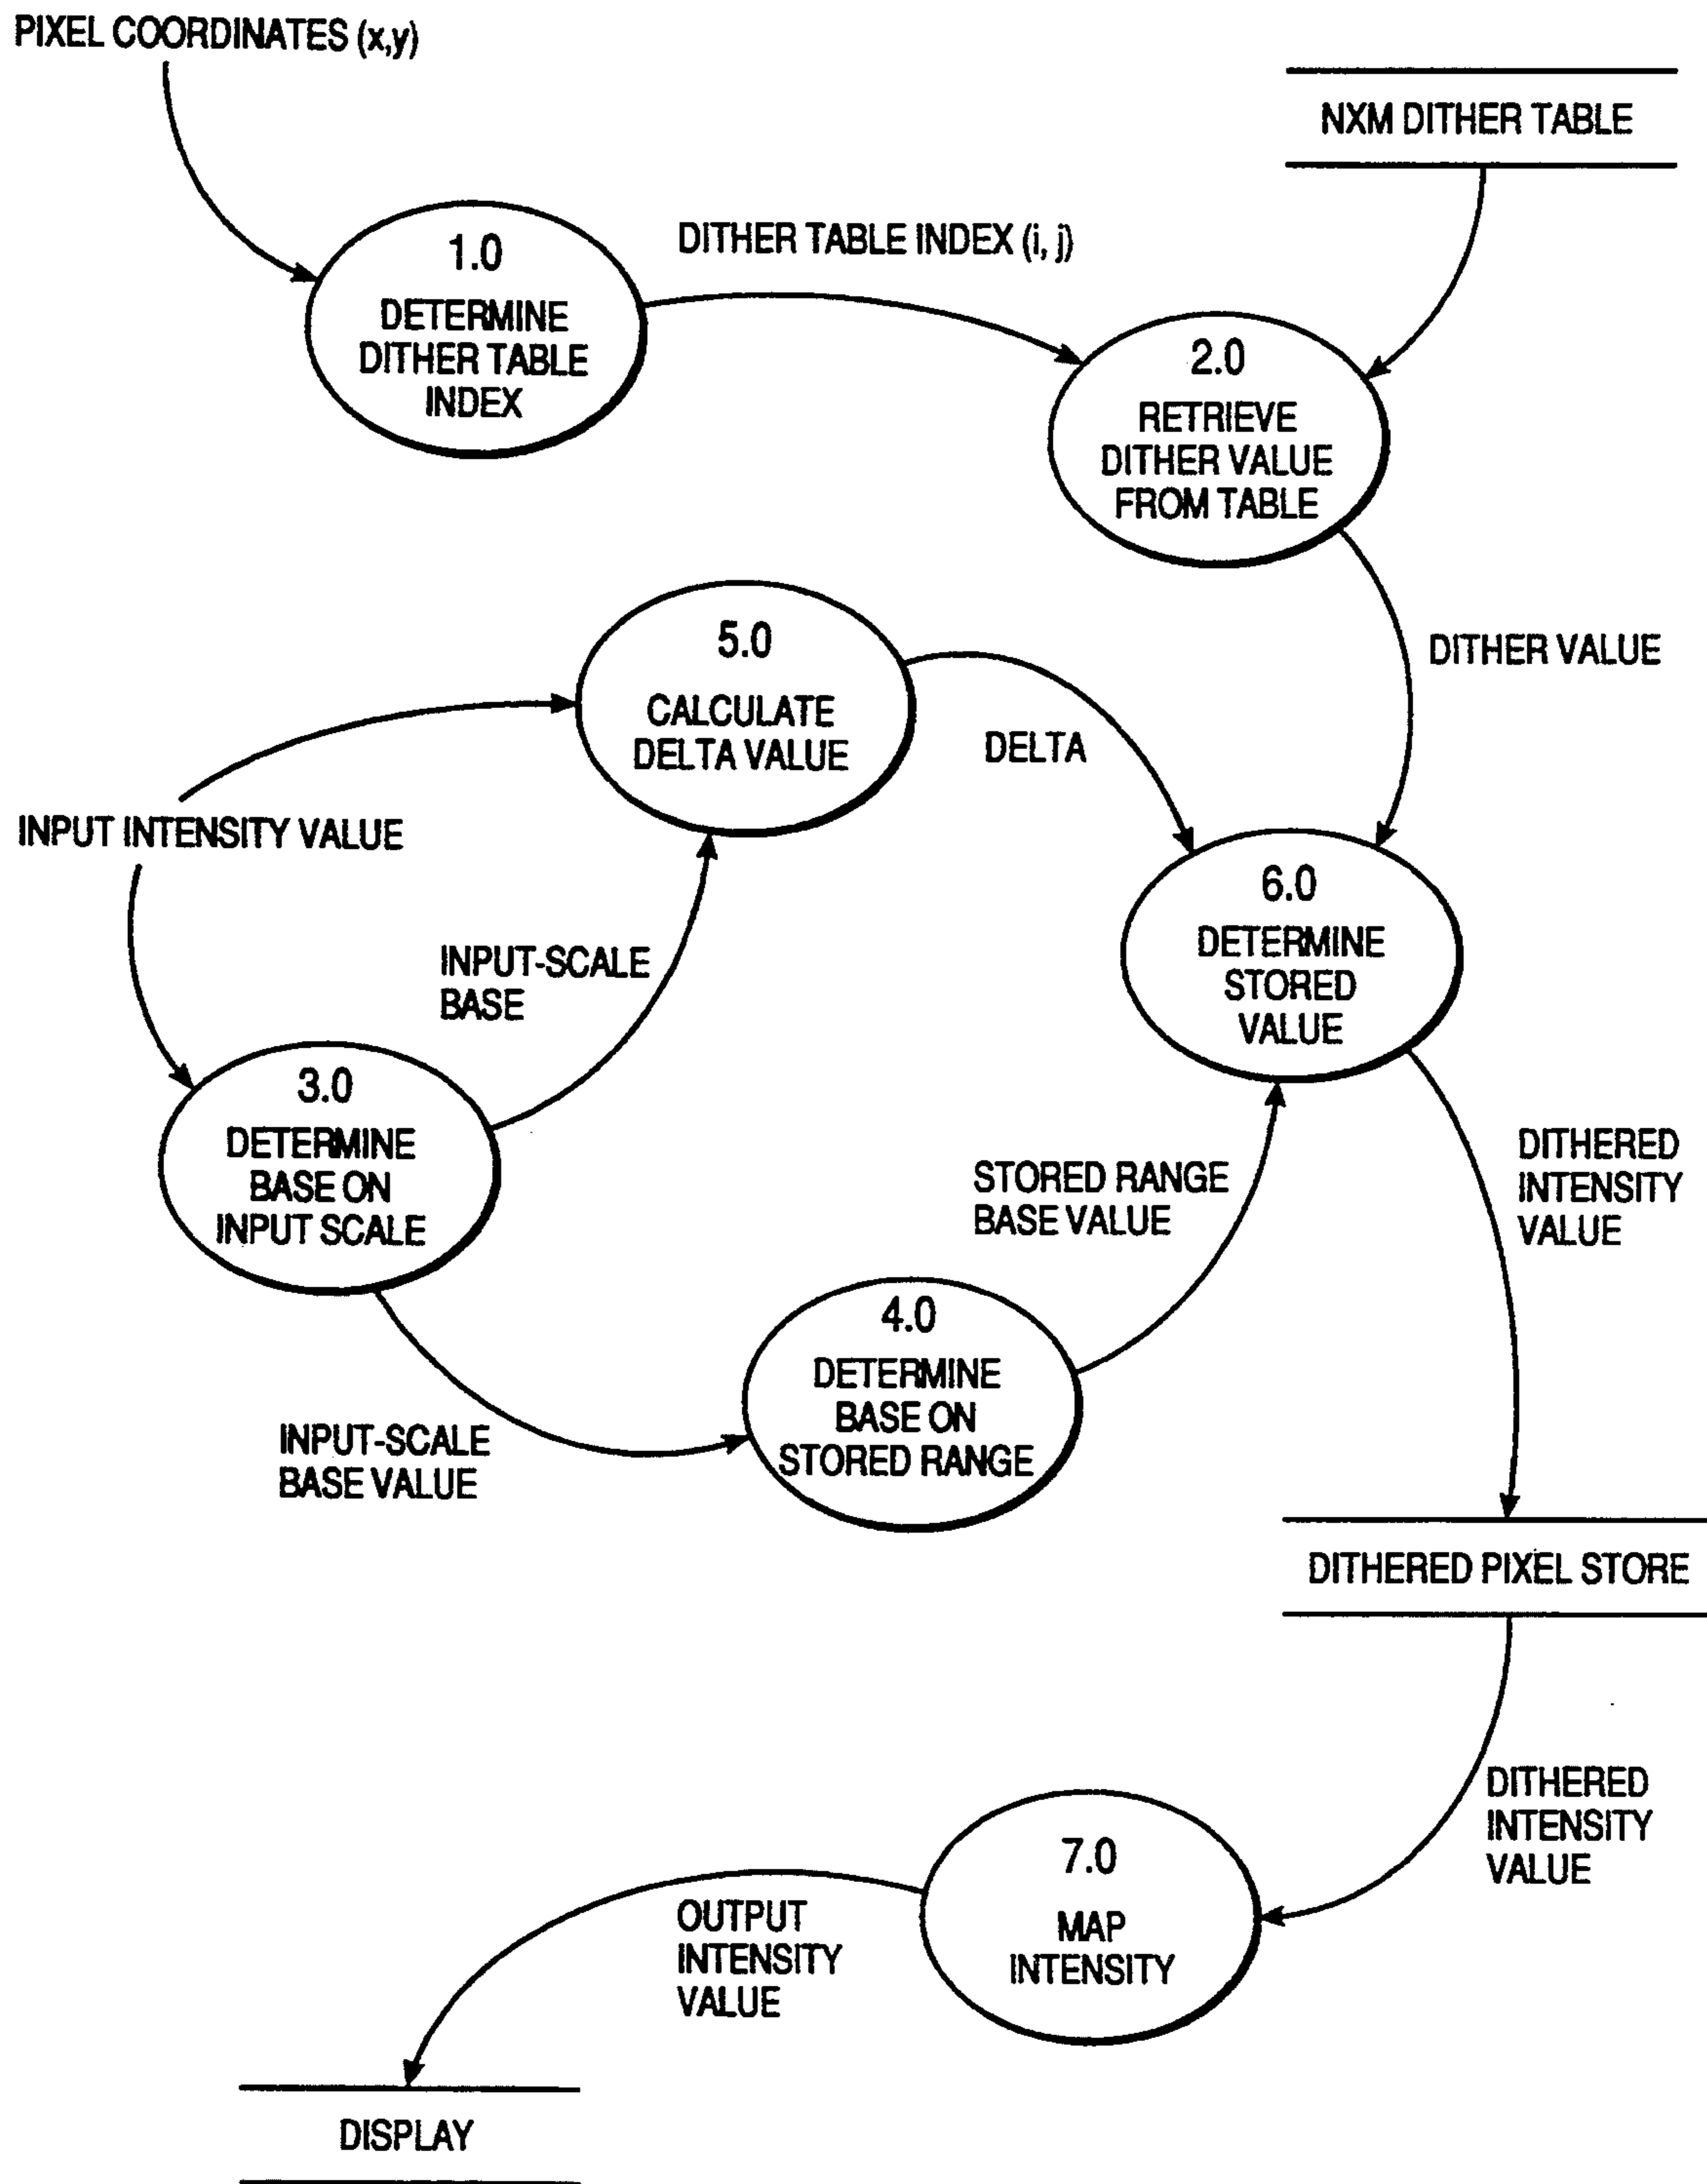 PIXEL COORDINATES (x,y)
NXM DITHER TABLE
1.0
DETERMINE
DITHER TABLE
INDEX
DITHER TABLE INDEX (i, j)
2.0
RETRIEVE
DITHER VALUE
FROM TABLE
5.0
CALCULATE
DELTA VALUE
DITHER VALUE
DELTA
INPUT INTENSITY VALUE
6.0
DETERMINE
STORED
VALUE
INPUT-SCALE
BASE
3.0
DETERMINE
BASE ON
INPUT SCALE
STORED RANGE
BASE VALUE
DITHERED
INTENSITY
VALUE
4.0
DETERMINE
BASE ON
STORED RANGE
INPUT-SCALE
BASE VALUE
DITHERED PIXEL STORE
DITHERED
INTENSITY
VALUE
7.0
MAP
INTENSITY
OUTPUT
INTENSITY
VALUE
DISPLAY